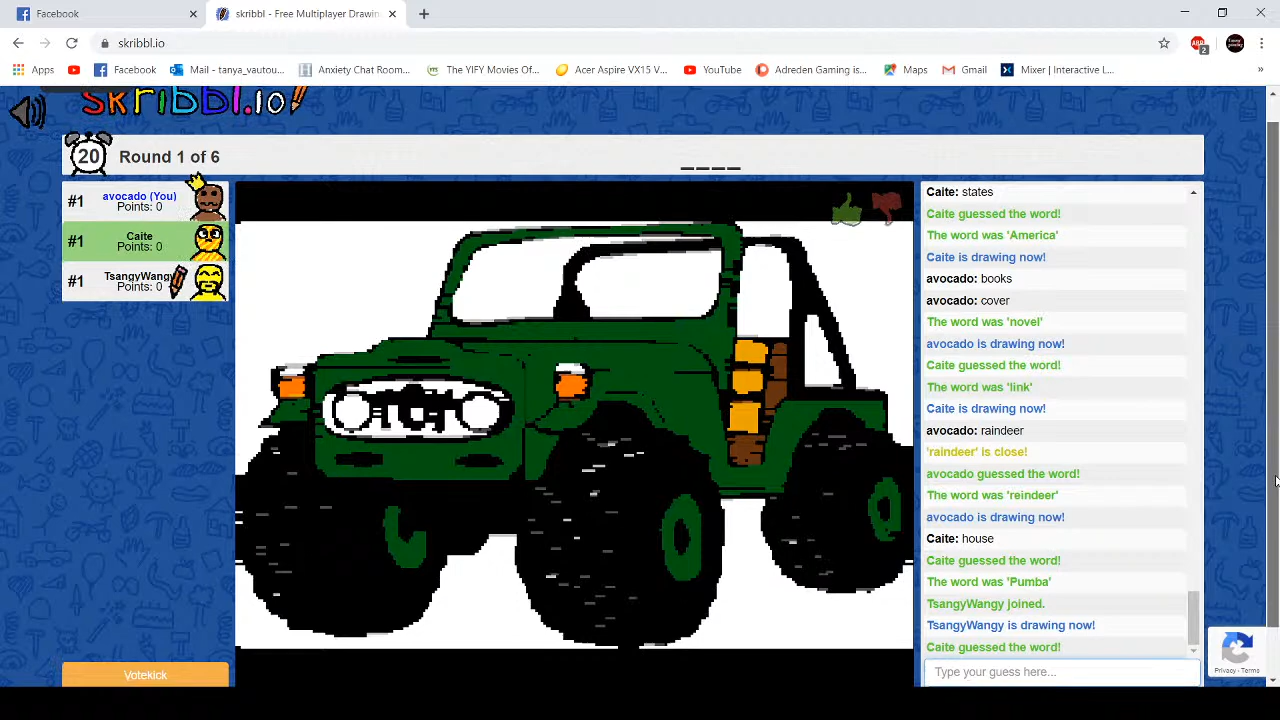 Facebook
skribbl - Free Multiplayer Drawin
skribbl.io
Apps
Facebook
Mail - tanya_vautou...
Anxiety Chat Room...
The YIFY Movies Of...
Acer Aspire VX15 V...
YouTube
Adreden Gaming is...
Maps
Gmail
Mixer | Interactive L...
»
skribbl.io
20
Round 1 of 6
____
#1
avocado (You)
Points: 0
#1
Caite
Points: 0
#1
TsangyWangy
Points: 0
Votekick
Caite: states
Caite guessed the word!
The word was 'America'
Caite is drawing now!
avocado: books
avocado: cover
The word was 'novel'
avocado is drawing now!
Caite guessed the word!
The word was 'link'
Caite is drawing now!
avocado: raindeer
'raindeer' is close!
avocado guessed the word!
The word was 'reindeer'
avocado is drawing now!
Caite: house
Caite guessed the word!
The word was 'Pumba'
TsangyWangy joined.
TsangyWangy is drawing now!
Caite guessed the word!
Type your guess here...
Privacy - Terms
ABP
2